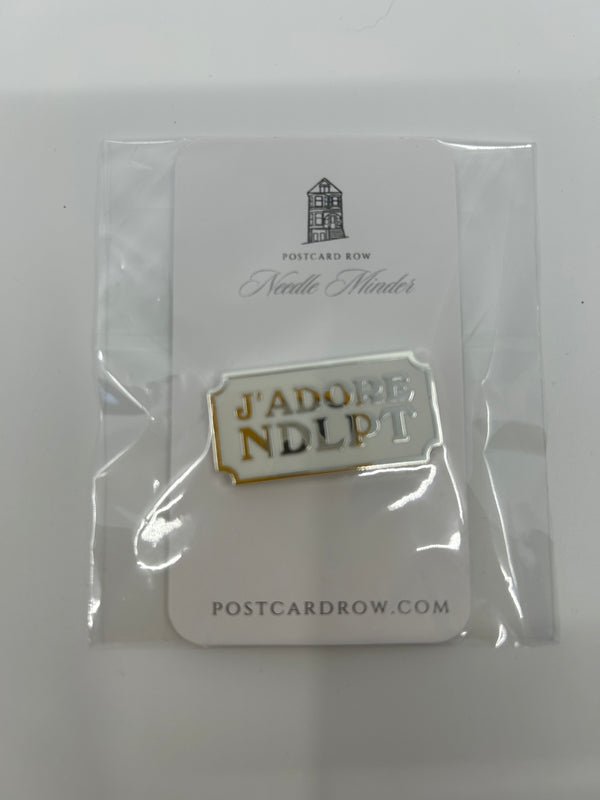 POSTCARD ROW
Needle Minder
J'ADORE
NDLPT
POSTCARDROW.COM